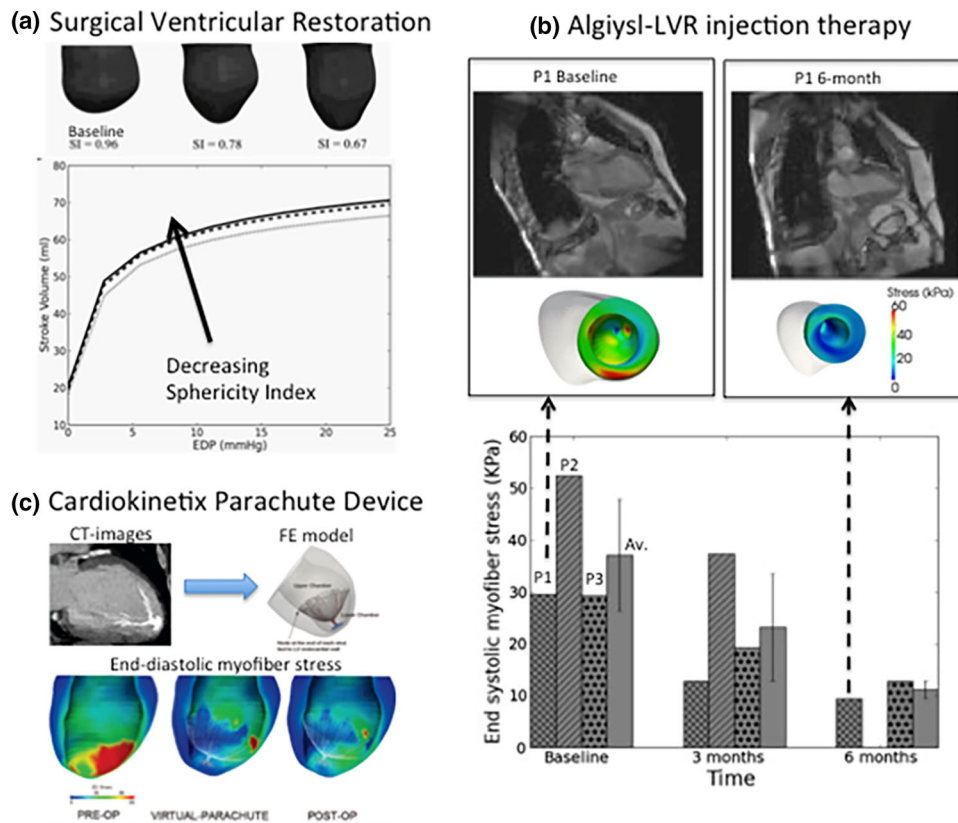 (a) Surgical Ventricular Restoration
Baseline
SI = 0.96
SI = 0.78
SI = 0.67
80
70
60
50
40
30
20
10
Stroke Volume (ml)
Decreasing
Sphericity Index
0
5
10
15
20
25
EDP (mmHg)
(b) Algiysl-LVR injection therapy
P1 Baseline
P1 6-month
Stress (kPa)
60
40
20
0
60
50
40
30
20
10
0
End systolic myofiber stress (KPa)
P1
P2
P3
Av.
Baseline
3 months
6 months
Time
(c) Cardiokinetix Parachute Device
CT-images
FE model
Upper Chamber
Lower Chamber
End-diastolic myofiber stress
PRE-OP
VIRTUAL-PARACHUTE
POST-OP